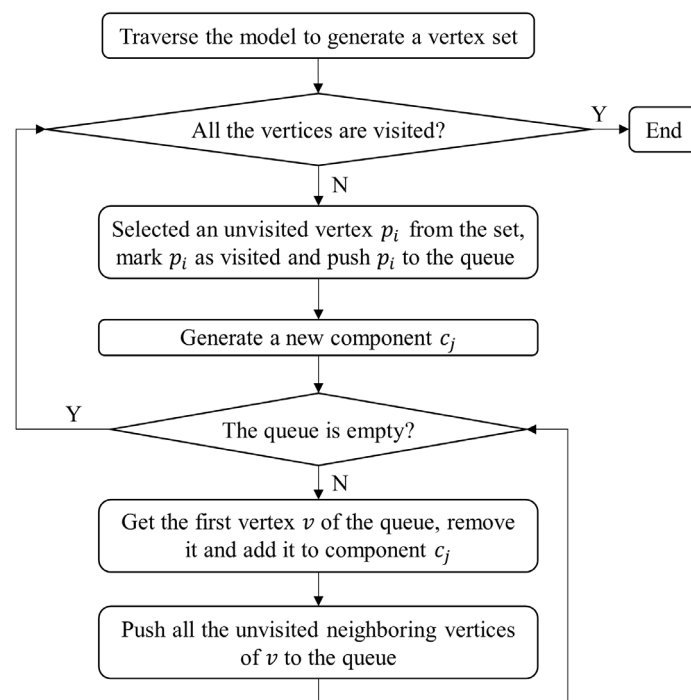 Traverse the model to generate a vertex set
All the vertices are visited?
Y
End
N
Selected an unvisited vertex pᵢ from the set,
mark pᵢ as visited and push pᵢ to the queue
Generate a new component cⱼ
Y
The queue is empty?
N
Get the first vertex v of the queue, remove
it and add it to component cⱼ
Push all the unvisited neighboring vertices
of v to the queue